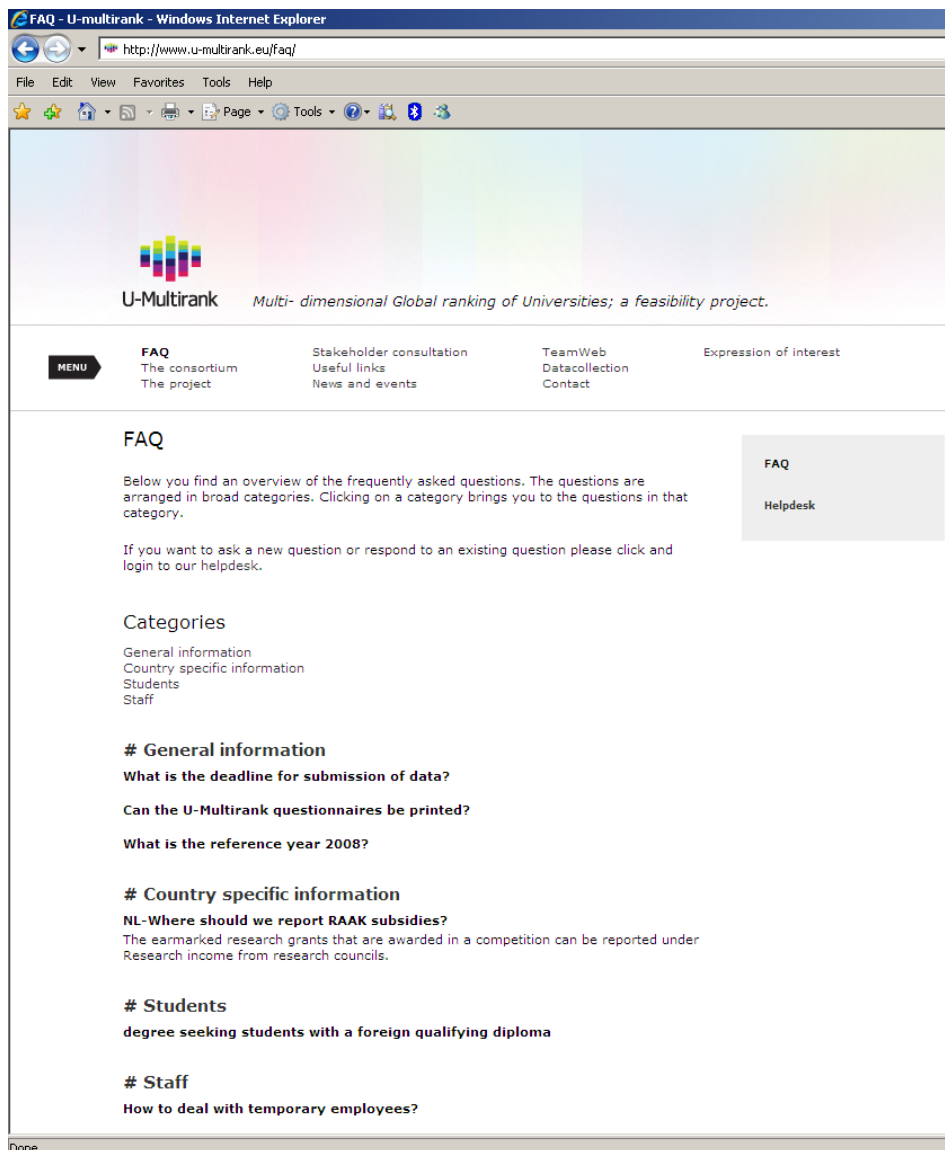 FAQ - U-multirank - Windows Internet Explorer
http://www.u-multirank.eu/faq/
File Edit View Favorites Tools Help
Page Tools
U-Multirank
Multi- dimensional Global ranking of Universities; a feasibility project.
MENU
FAQ Stakeholder consultation TeamWeb Expression of interest
The consortium Useful links Datacollection
The project News and events Contact
FAQ
Below you find an overview of the frequently asked questions. The questions are
arranged in broad categories. Clicking on a category brings you to the questions in that
category.
If you want to ask a new question or respond to an existing question please click and
login to our helpdesk.
FAQ
Helpdesk
Categories
General information
Country specific information
Students
Staff
# General information
What is the deadline for submission of data?
Can the U-Multirank questionnaires be printed?
What is the reference year 2008?
# Country specific information
NL-Where should we report RAAK subsidies?
The earmarked research grants that are awarded in a competition can be reported under
Research income from research councils.
# Students
degree seeking students with a foreign qualifying diploma
# Staff
How to deal with temporary employees?
Done